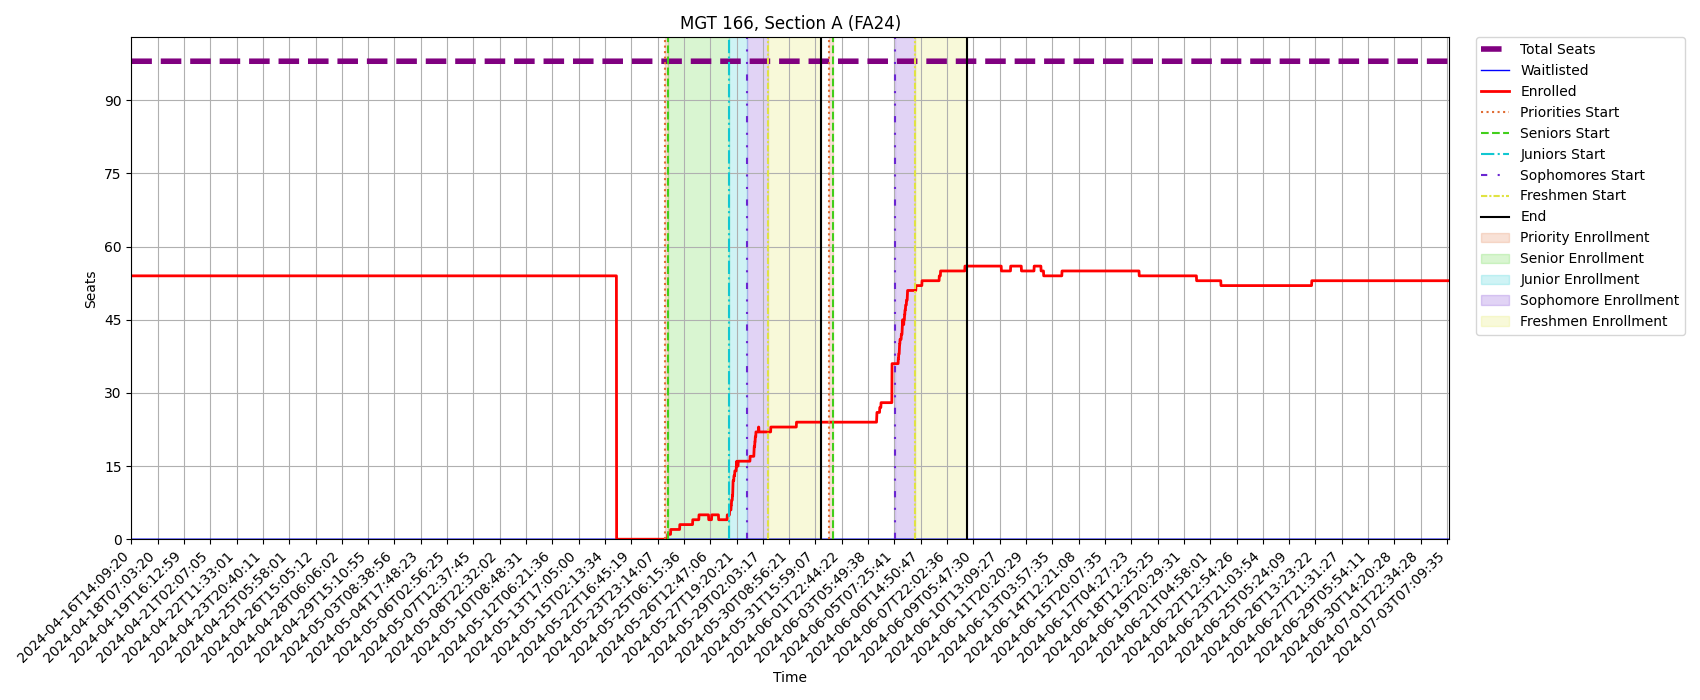 MGT 166, Section A (FA24)
Total Seats
Waitlisted
Enrolled
Priorities Start
Seniors Start
Juniors Start
Sophomores Start
Freshmen Start
End
Priority Enrollment
Senior Enrollment
Junior Enrollment
Sophomore Enrollment
Freshmen Enrollment
Seats
90
75
60
45
30
15
0
2024-04-16T14:09:20
2024-04-18T07:03:20
2024-04-19T16:12:59
2024-04-21T02:07:05
2024-04-22T11:33:01
2024-04-23T20:40:11
2024-04-25T05:58:01
2024-04-26T15:05:12
2024-04-28T06:06:02
2024-04-29T15:10:55
2024-05-03T08:38:56
2024-05-04T17:48:23
2024-05-06T02:56:25
2024-05-07T12:37:45
2024-05-08T22:32:02
2024-05-10T08:48:31
2024-05-12T06:21:36
2024-05-13T17:05:00
2024-05-15T02:13:34
2024-05-22T16:45:19
2024-05-23T23:14:07
2024-05-25T06:15:36
2024-05-26T12:47:06
2024-05-27T19:20:21
2024-05-29T02:03:17
2024-05-30T08:56:21
2024-05-31T15:59:07
2024-06-01T22:44:22
2024-06-03T05:49:38
2024-06-05T07:25:41
2024-06-06T14:50:47
2024-06-07T22:02:36
2024-06-09T05:47:30
2024-06-10T13:09:27
2024-06-11T20:20:29
2024-06-13T03:57:35
2024-06-14T12:21:08
2024-06-15T20:07:35
2024-06-17T04:27:23
2024-06-18T12:25:25
2024-06-19T20:29:31
2024-06-21T04:58:01
2024-06-22T12:54:26
2024-06-23T21:03:54
2024-06-25T05:24:09
2024-06-26T13:23:22
2024-06-27T21:31:27
2024-06-29T05:54:11
2024-06-30T14:20:28
2024-07-01T22:34:28
2024-07-03T07:09:35
Time